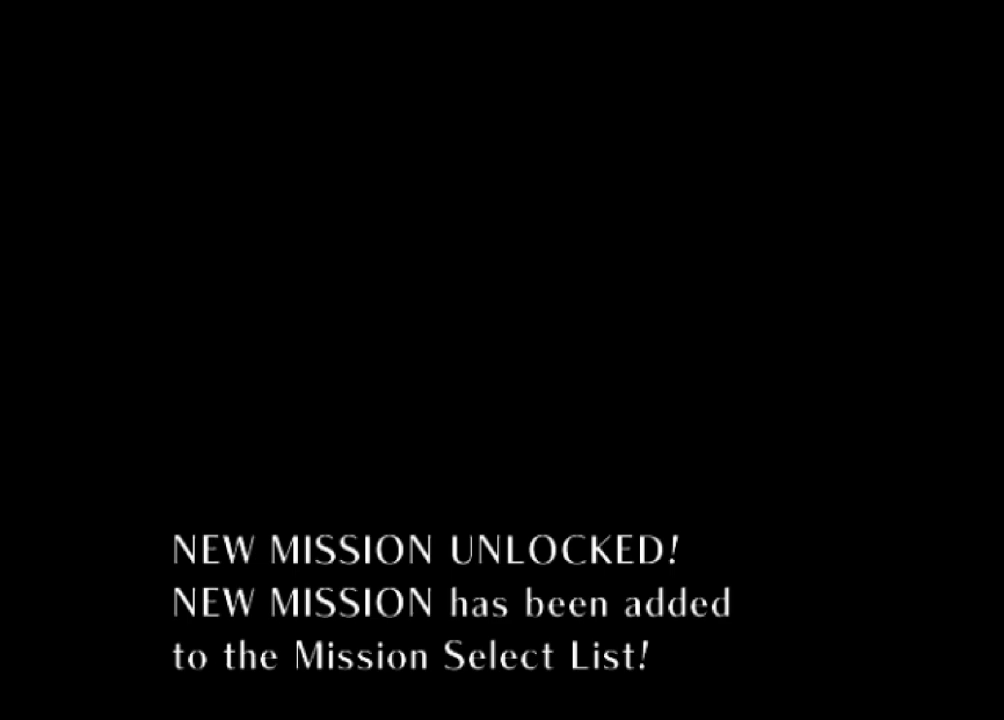 NEW MISSION UNLOCKED!
NEW MISSION has been added
to the Mission Select List!